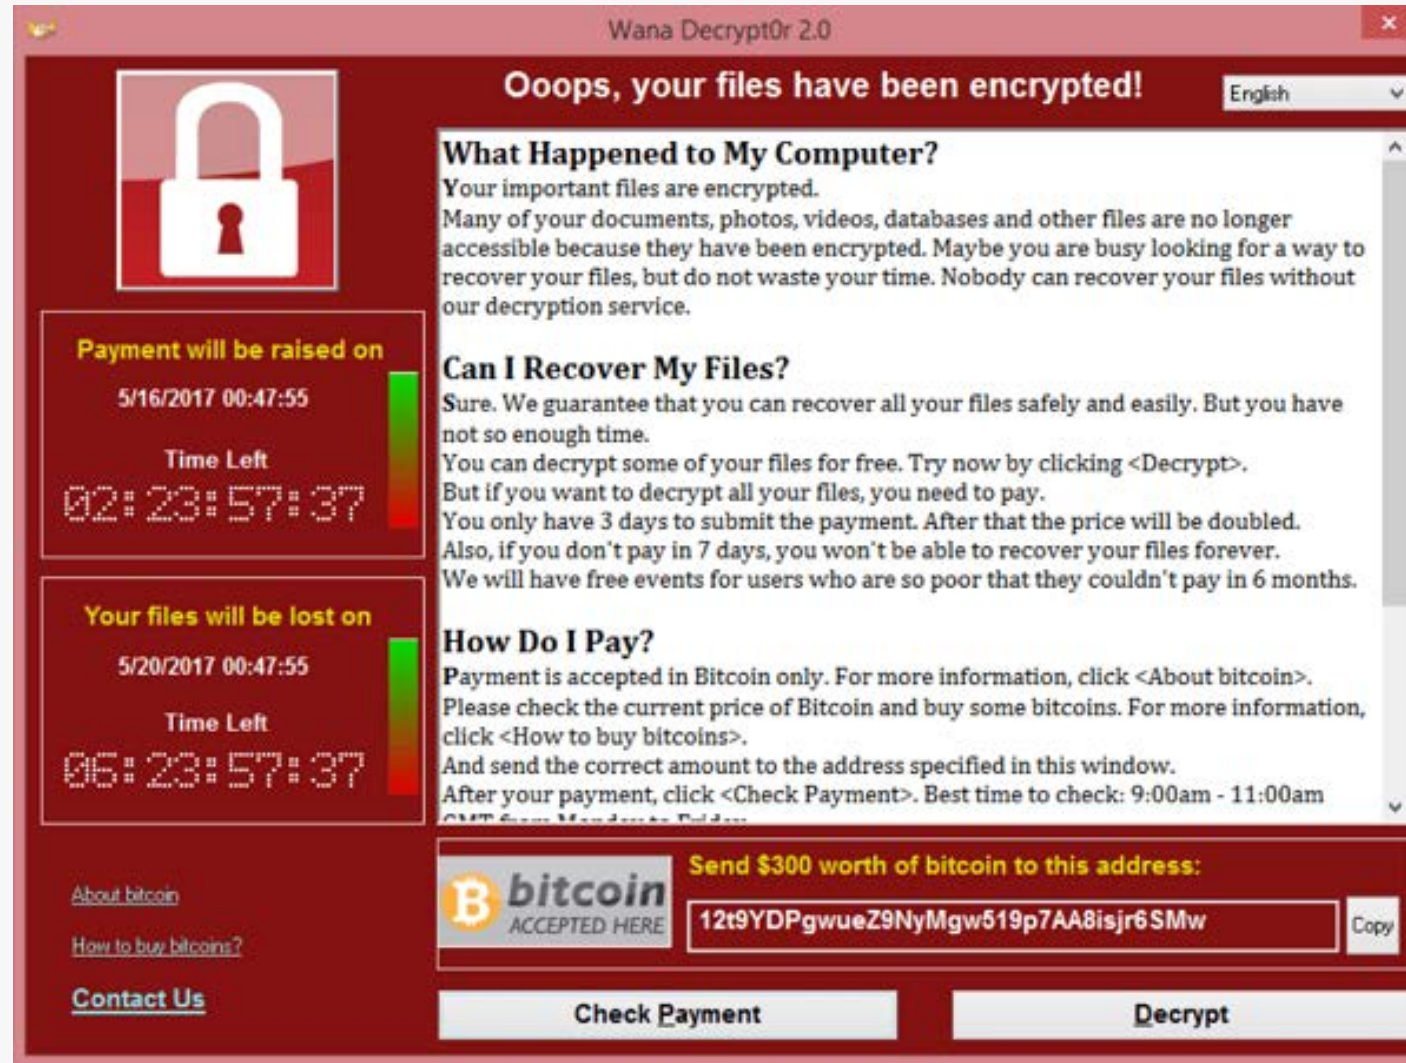 Wana Decrypt0r 2.0
Ooops, your files have been encrypted!
English
Payment will be raised on
5/16/2017 00:47:55
Time Left
02:23:57:37
Your files will be lost on
5/20/2017 00:47:55
Time Left
06:23:57:37
About bitcoin
How to buy bitcoins?
Contact Us
What Happened to My Computer?
Your important files are encrypted.
Many of your documents, photos, videos, databases and other files are no longer
accessible because they have been encrypted. Maybe you are busy looking for a way to
recover your files, but do not waste your time. Nobody can recover your files without
our decryption service.
Can I Recover My Files?
Sure. We guarantee that you can recover all your files safely and easily. But you have
not so enough time.
You can decrypt some of your files for free. Try now by clicking <Decrypt>.
But if you want to decrypt all your files, you need to pay.
You only have 3 days to submit the payment. After that the price will be doubled.
Also, if you don't pay in 7 days, you won't be able to recover your files forever.
We will have free events for users who are so poor that they couldn't pay in 6 months.
How Do I Pay?
Payment is accepted in Bitcoin only. For more information, click <About bitcoin>.
Please check the current price of Bitcoin and buy some bitcoins. For more information,
click <How to buy bitcoins>.
And send the correct amount to the address specified in this window.
After your payment, click <Check Payment>. Best time to check: 9:00am - 11:00am
GMT from Monday to Friday
bitcoin
ACCEPTED HERE
Send $300 worth of bitcoin to this address:
12t9YDPgwueZ9NyMgw519p7AA8isjr6SMw
Copy
Check Payment
Decrypt